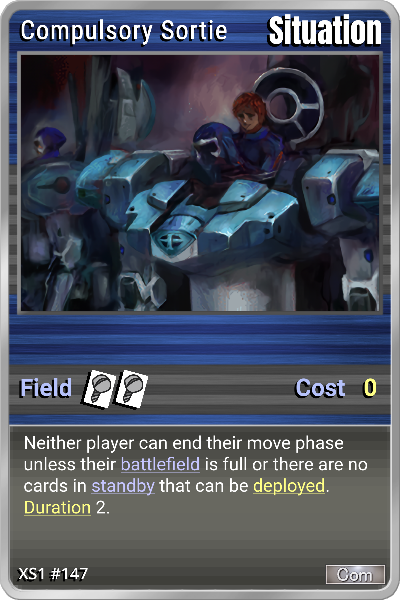 Compulsory Sortie
Situation
Field
Cost 0
Neither player can end their move phase
unless their battlefield is full or there are no
cards in standby that can be deployed.
Duration 2.
XS1 #147
Com